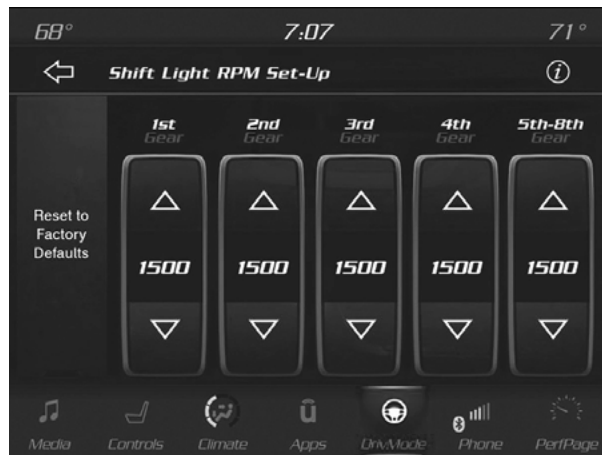 68° 7:07 71°
Shift Light RPM Set-Up i
1st 2nd 3rd 4th 5th-8th
Gear Gear Gear Gear Gear
Reset to
Factory
Defaults
1500 1500 1500 1500 1500
Media Controls Climate Apps DrivMode Phone PerfPage